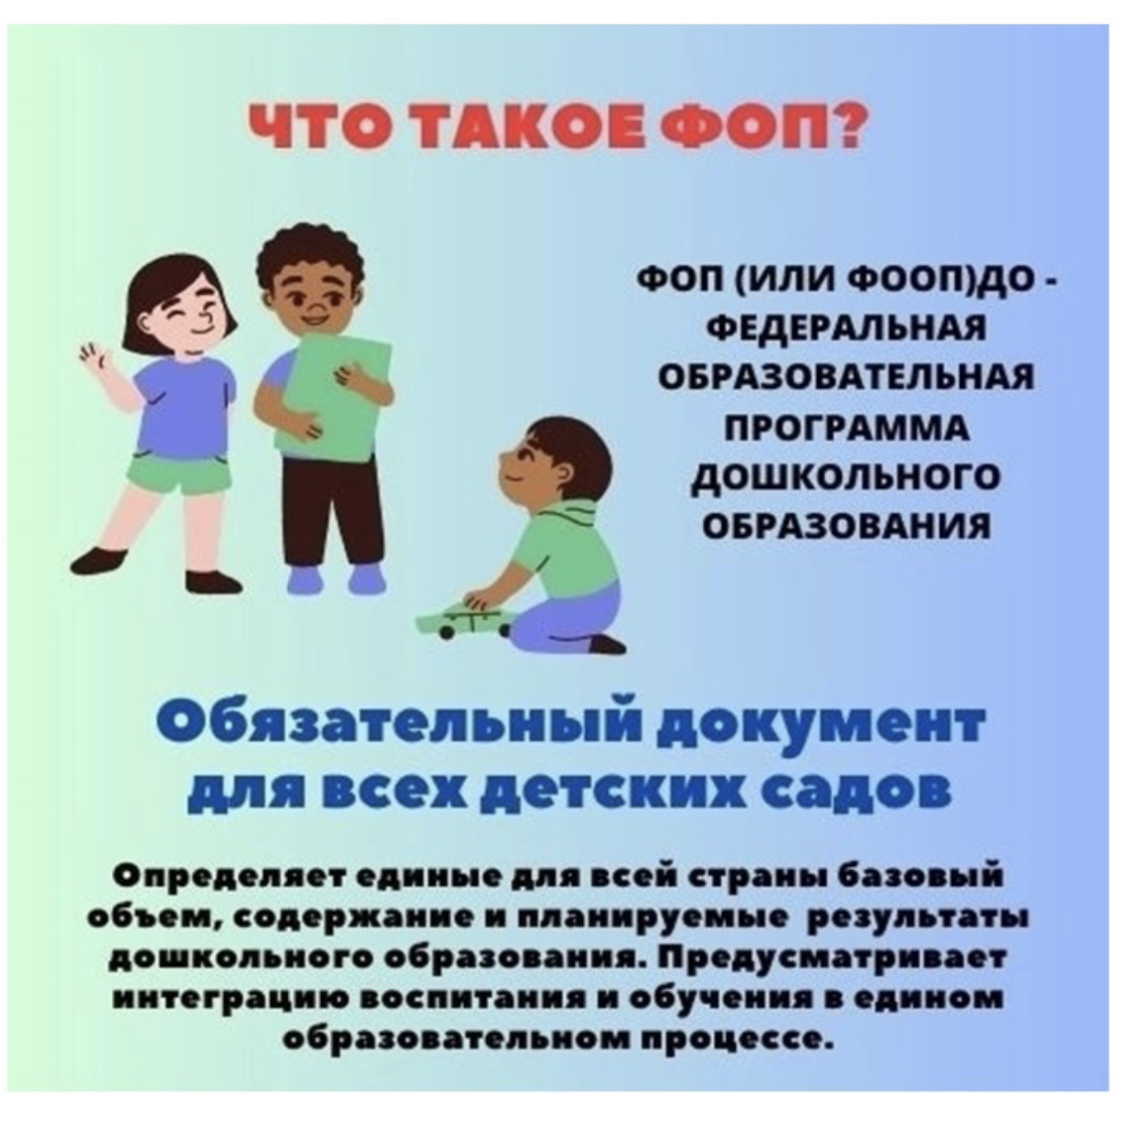 ЧТО ТАКОЕ ФОП?
ФОП (ИЛИ ФООП)ДО -
ФЕДЕРАЛЬНАЯ
ОБРАЗОВАТЕЛЬНАЯ
ПРОГРАММА
ДОШКОЛЬНОГО
ОБРАЗОВАНИЯ
Обязательный документ
для всех детских садов
Определяет единые для всей страны базовый
объем, содержание и планируемые результаты
дошкольного образования. Предусматривает
интеграцию воспитания и обучения в едином
образовательном процессе.